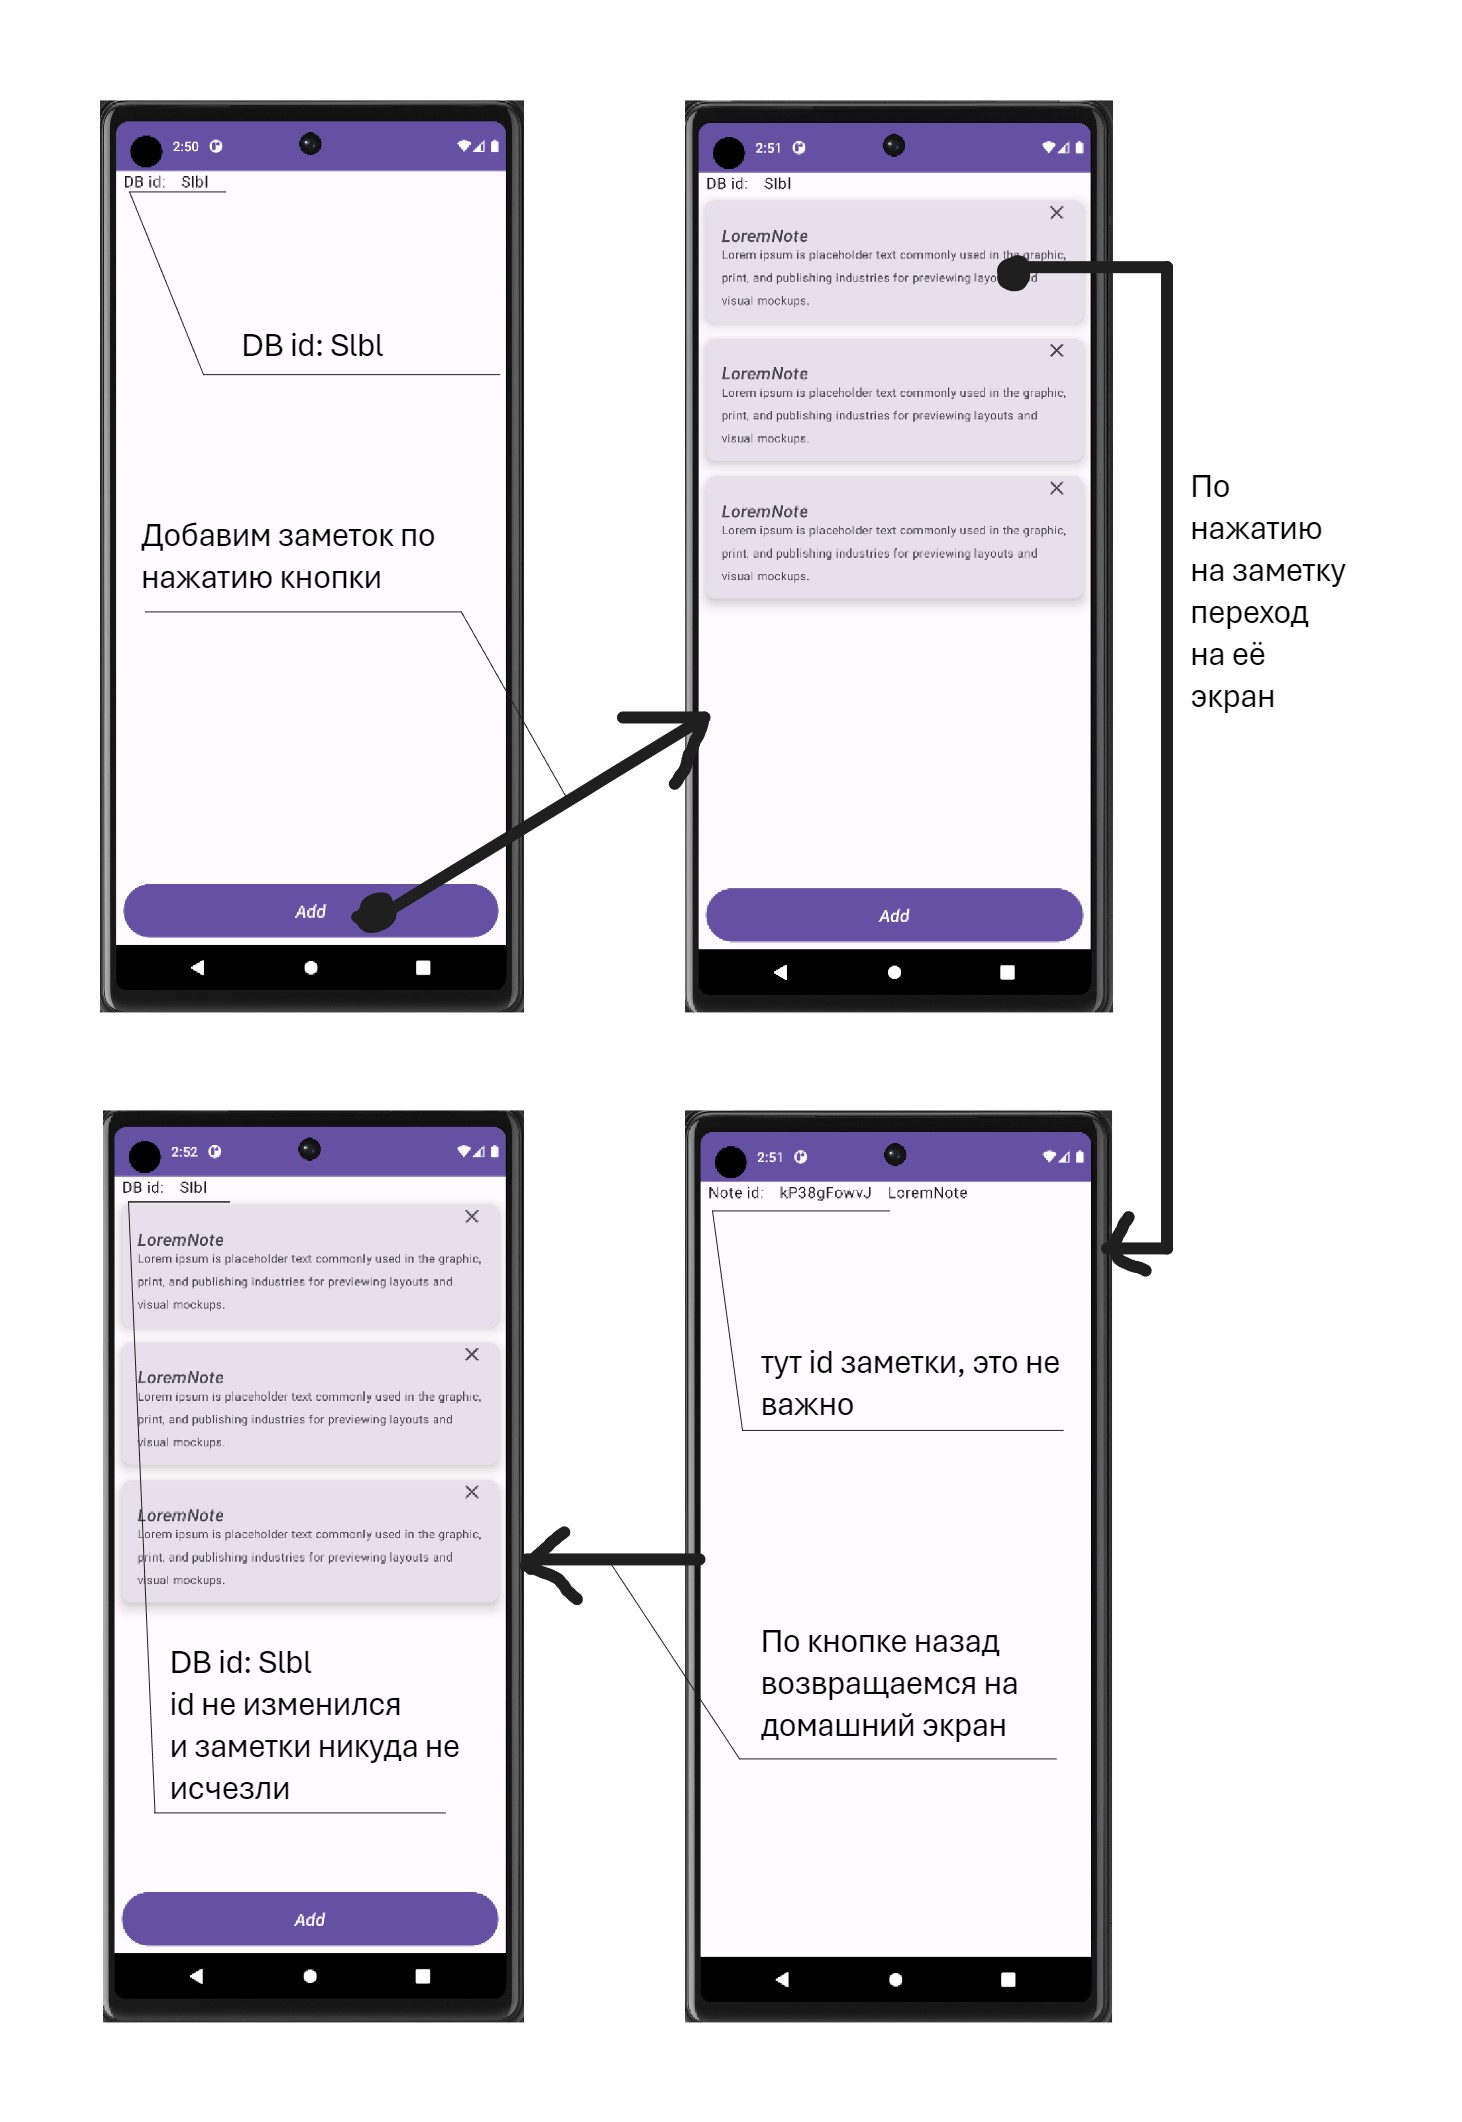 2:50
DB id: Slbl
DB id: Slbl
Добавим заметок по
нажатию кнопки
Add
2:51
DB id: Slbl
LoremNote
Lorem ipsum is placeholder text commonly used in the graphic,
print, and publishing industries for previewing layo d
visual mockups.
LoremNote
Lorem ipsum is placeholder text commonly used in the graphic,
print, and publishing industries for previewing layouts and
visual mockups.
LoremNote
Lorem ipsum is placeholder text commonly used in the graphic,
print, and publishing industries for previewing layouts and
visual mockups.
Add
По
нажатию
на заметку
переход
на её
экран
2:52
DB id: Slbl
LoremNote
Lorem ipsum is placeholder text commonly used in the graphic,
print, and publishing industries for previewing layouts and
visual mockups.
LoremNote
Lorem ipsum is placeholder text commonly used in the graphic,
print, and publishing industries for previewing layouts and
visual mockups.
LoremNote
Lorem ipsum is placeholder text commonly used in the graphic,
print, and publishing industries for previewing layouts and
visual mockups.
DB id: Slbl
id не изменился
и заметки никуда не
исчезли
Add
2:51
Note id: kP38gFowvJ LoremNote
тут id заметки, это не
важно
По кнопке назад
возвращаемся на
домашний экран